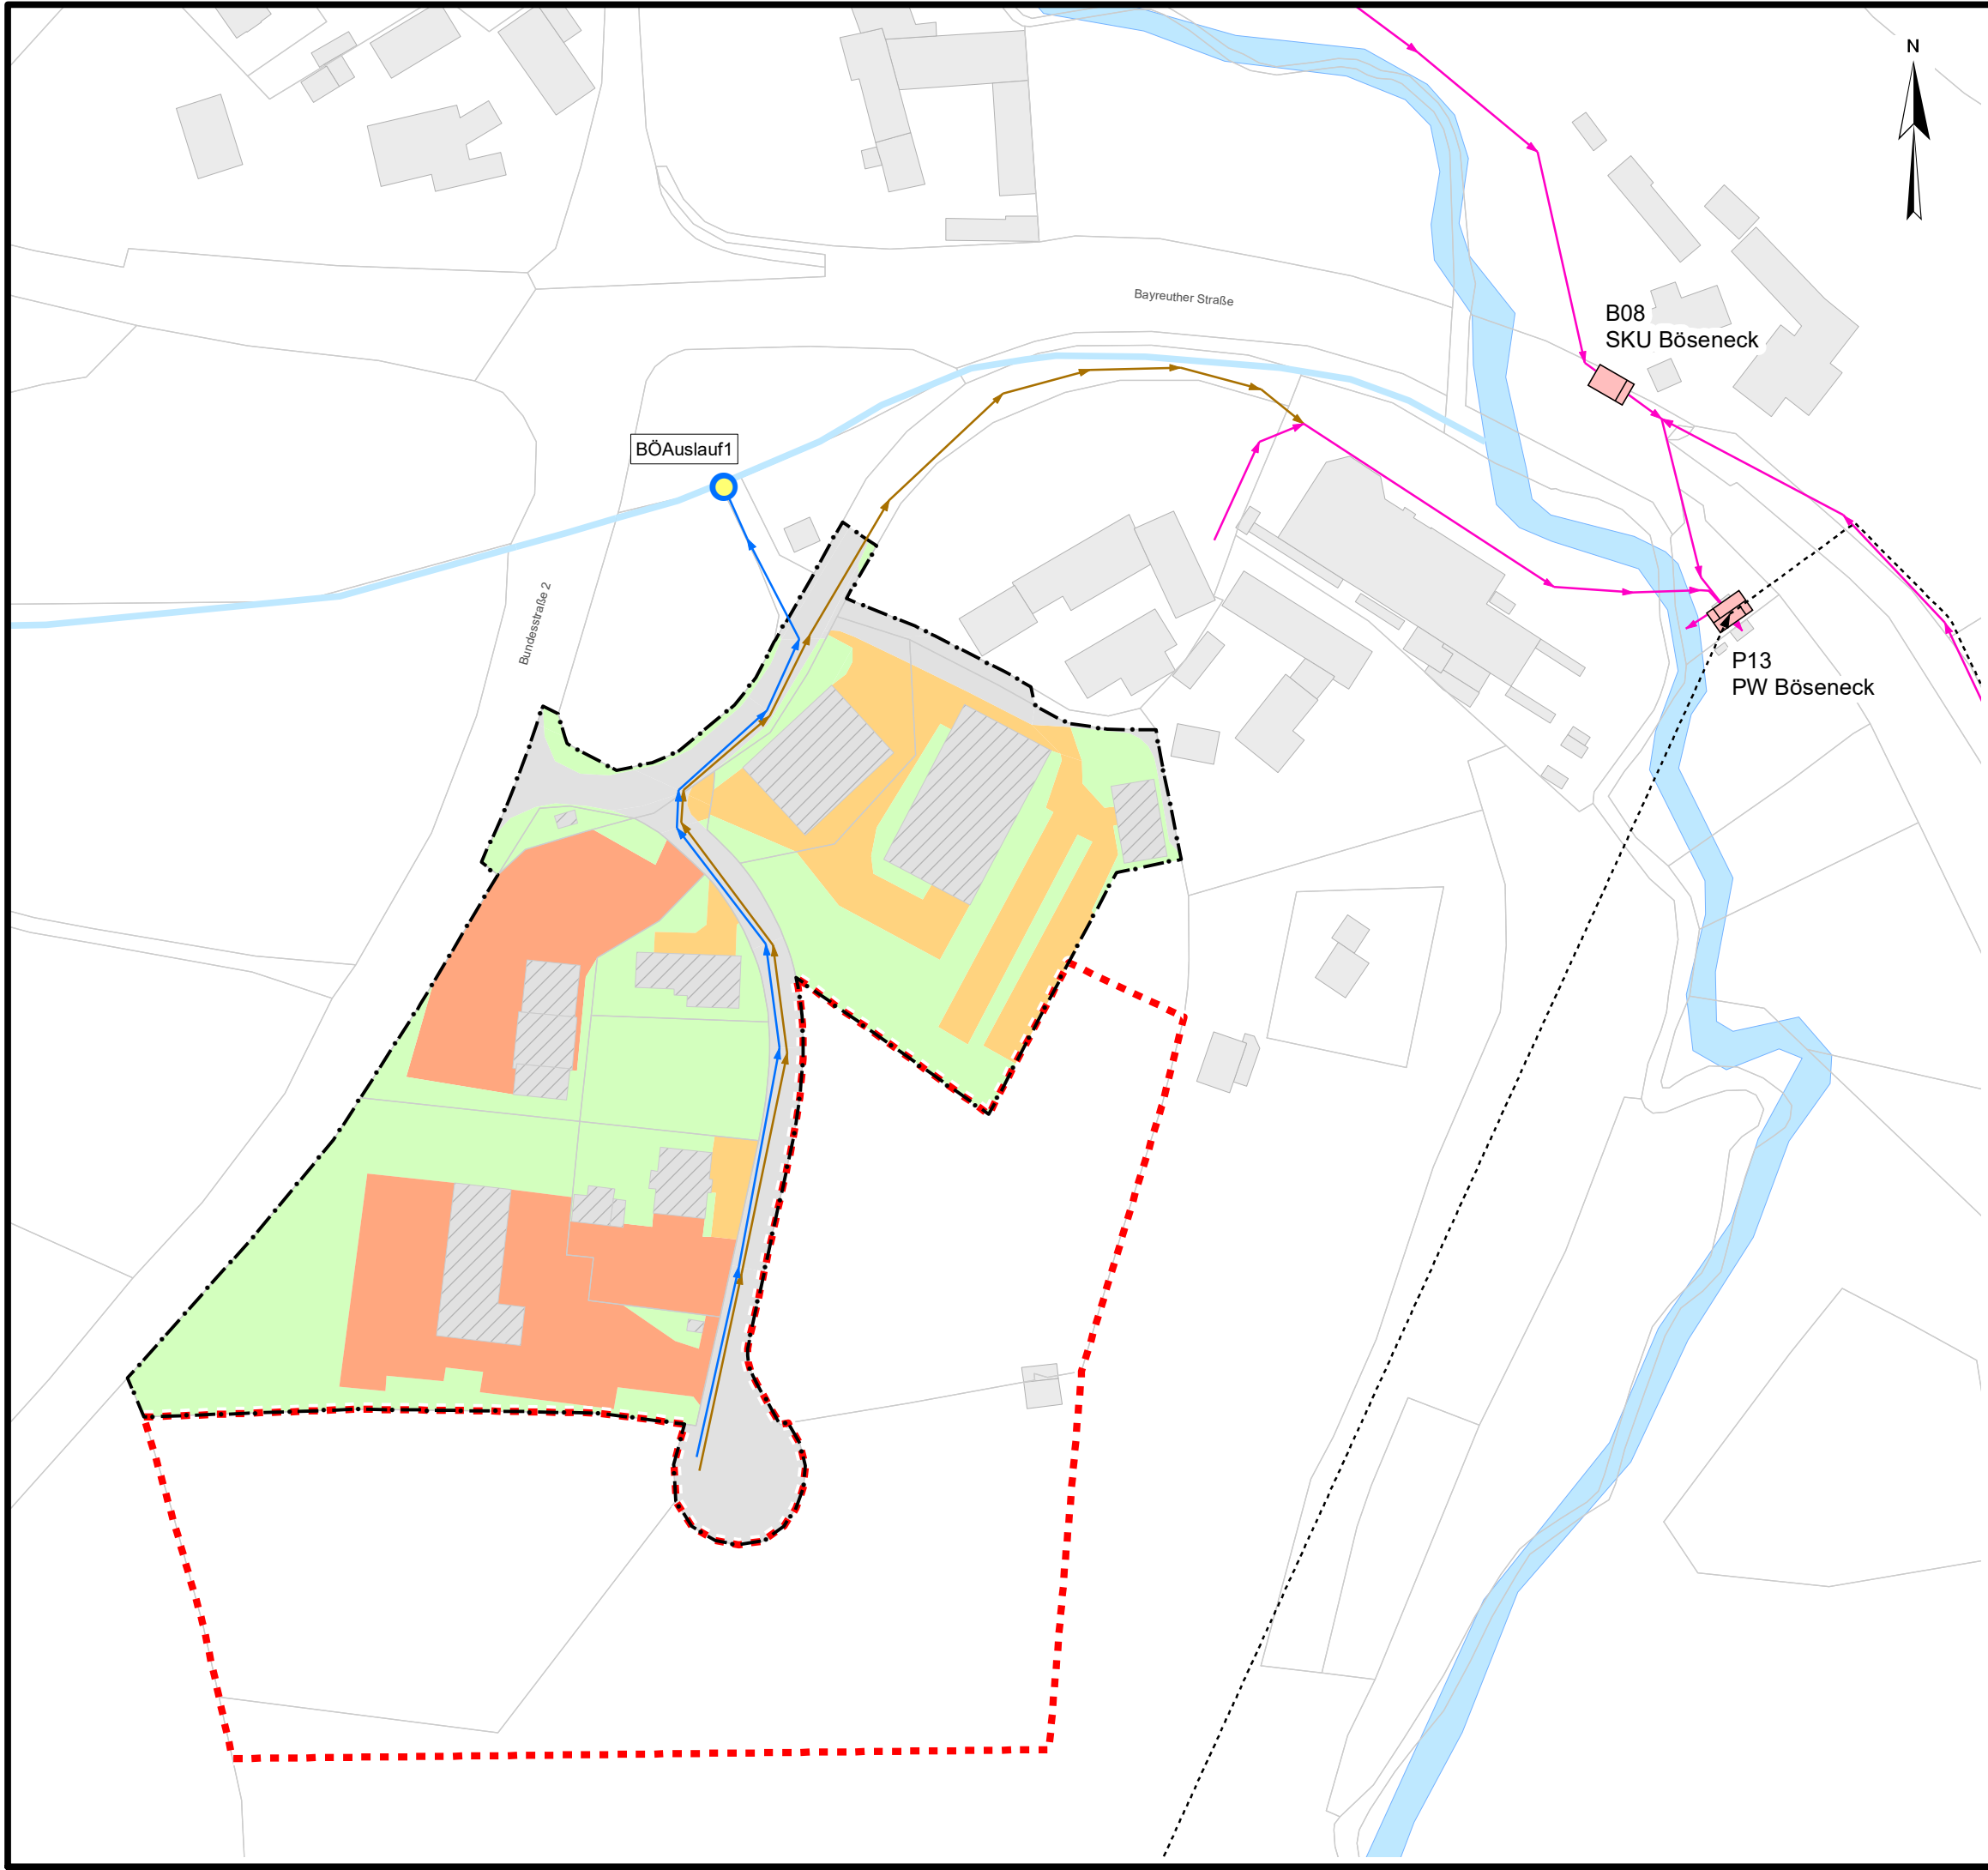 N
Bayreuther Straße
B08
SKU Böseneck
BÖAuslauf1
Bundesstraße 2
P13
PW Böseneck